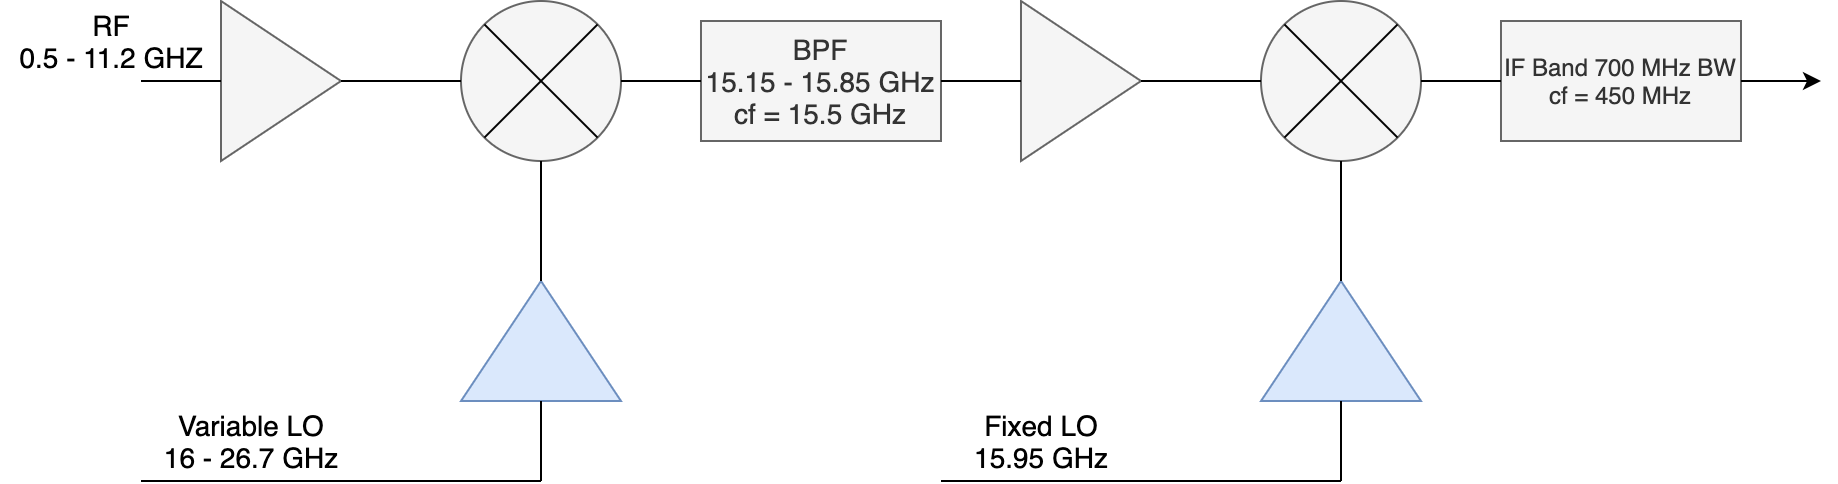 RF
0.5 - 11.2 GHZ
BPF
15.15 - 15.85 GHz
cf = 15.5 GHz
IF Band 700 MHz BW
cf = 450 MHz
Variable LO
16 - 26.7 GHz
Fixed LO
15.95 GHz